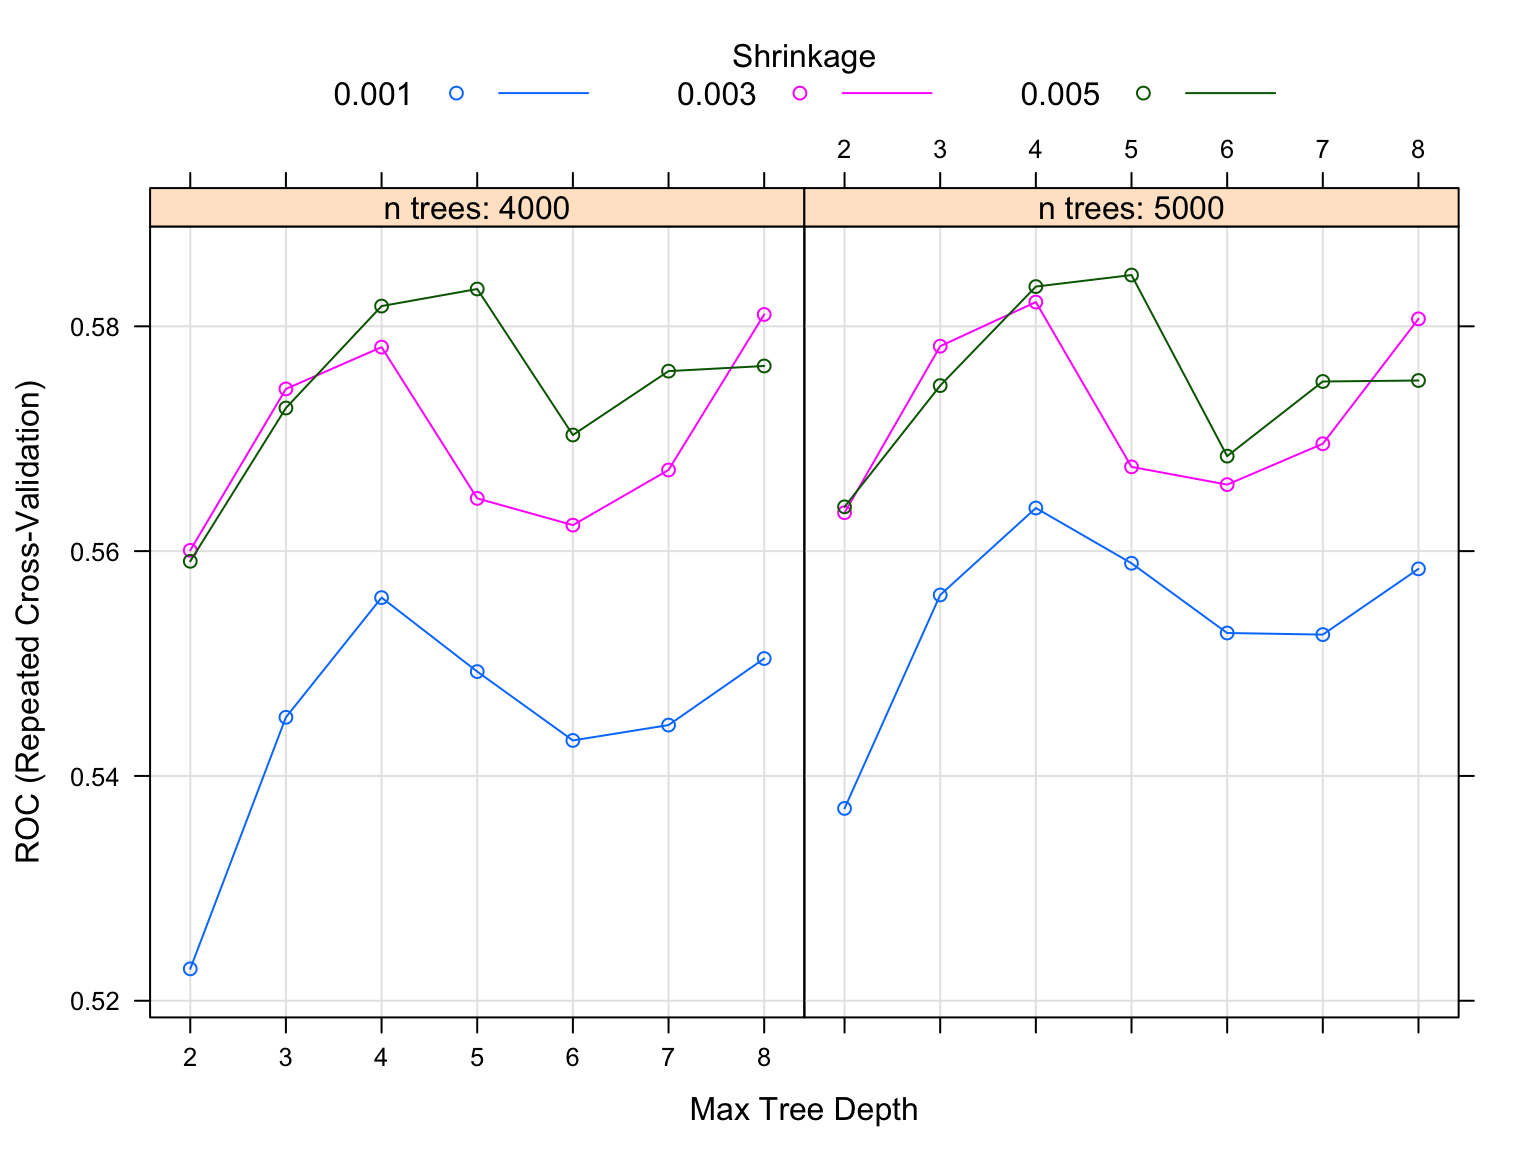 Shrinkage
0.001 0.003 0.005
2 3 4 5 6 7 8
n trees: 4000 n trees: 5000
0.58
0.56
0.54
0.52
ROC (Repeated Cross-Validation)
2 3 4 5 6 7 8
Max Tree Depth